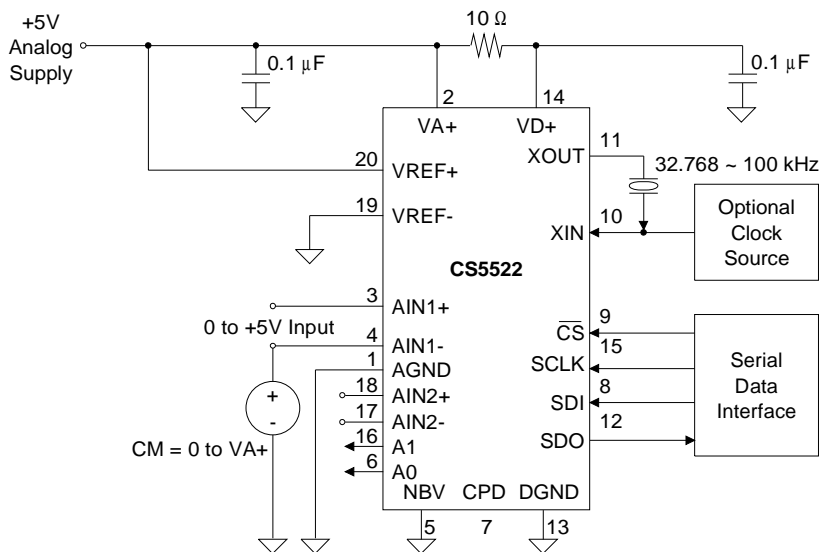 +5V
Analog
Supply
10 Ω
0.1 μF
0.1 μF
2
14
VA+
VD+
11
XOUT
20
VREF+
32.768 ~ 100 kHz
19
VREF-
10
XIN
Optional
Clock
Source
CS5522
3
AIN1+
0 to +5V Input
4
AIN1-
1
AGND
18
AIN2+
17
AIN2-
16
A1
6
A0
+
-
CM = 0 to VA+
9
CS
15
SCLK
8
SDI
12
SDO
Serial
Data
Interface
NBV
CPD
DGND
5
7
13